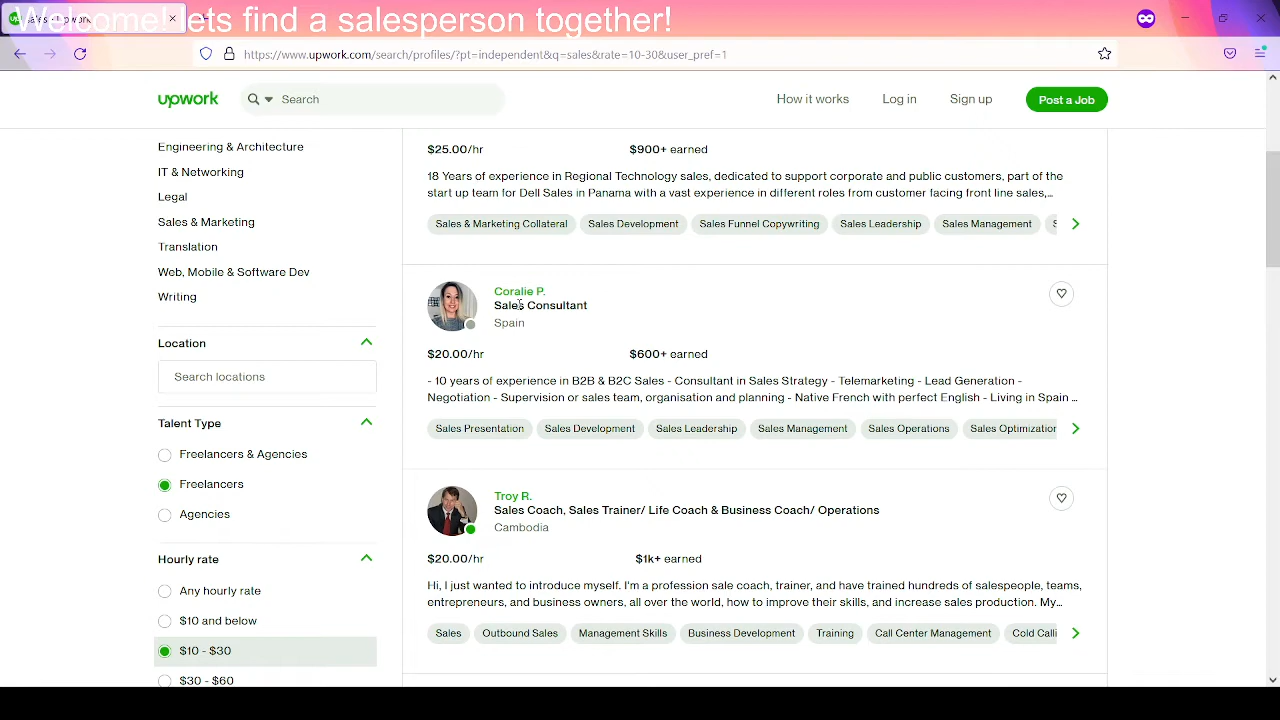 Welcome! lets find a salesperson together!
https://www.upwork.com/search/profiles/?pt=independent&q=sales&rate=10-30&user_pref=1
upwork
Search
How it works
Log in
Sign up
Post a Job
Engineering & Architecture
IT & Networking
Legal
Sales & Marketing
Translation
Web, Mobile & Software Dev
Writing
Location
Search locations
Talent Type
Freelancers & Agencies
Freelancers
Agencies
Hourly rate
Any hourly rate
$10 and below
$10 - $30
$30 - $60
$25.00/hr
$900+ earned
18 Years of experience in Regional Technology sales, dedicated to support corporate and public customers, part of the
start up team for Dell Sales in Panama with a vast experience in different roles from customer facing front line sales,...
Sales & Marketing Collateral
Sales Development
Sales Funnel Copywriting
Sales Leadership
Sales Management
Coralie P.
Sales Consultant
Spain
$20.00/hr
$600+ earned
- 10 years of experience in B2B & B2C Sales - Consultant in Sales Strategy - Telemarketing - Lead Generation -
Negotiation - Supervision or sales team, organisation and planning - Native French with perfect English - Living in Spain ...
Sales Presentation
Sales Development
Sales Leadership
Sales Management
Sales Operations
Sales Optimization
Troy R.
Sales Coach, Sales Trainer/ Life Coach & Business Coach/ Operations
Cambodia
$20.00/hr
$1k+ earned
Hi, I just wanted to introduce myself. I'm a profession sale coach, trainer, and have trained hundreds of salespeople, teams,
entrepreneurs, and business owners, all over the world, how to improve their skills, and increase sales production. My...
Sales
Outbound Sales
Management Skills
Business Development
Training
Call Center Management
Cold Calli